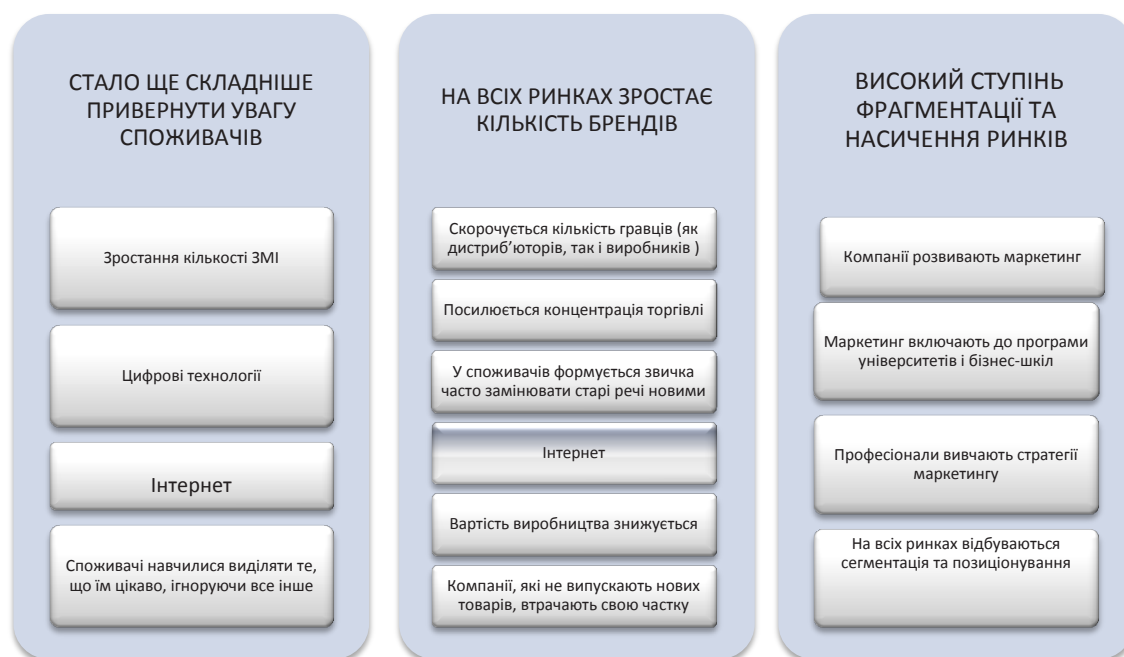 СТАЛО ЩЕ СКЛАДНІШЕ
ПРИВЕРНУТИ УВАГУ
СПОЖИВАЧІВ
Зростання кількості ЗМІ
Цифрові технології
Інтернет
Споживачі навчилися виділяти те,
що їм цікаво, ігноруючи все інше
НА ВСІХ РИНКАХ ЗРОСТАЄ
КІЛЬКІСТЬ БРЕНДІВ
Скорочується кількість гравців (як
дистриб’юторів, так і виробників )
Посилюється концентрація торгівлі
У споживачів формується звичка
часто замінювати старі речі новими
Інтернет
Вартість виробництва знижується
Компанії, які не випускають нових
товарів, втрачають свою частку
ВИСОКИЙ СТУПІНЬ
ФРАГМЕНТАЦІЇ ТА
НАСИЧЕННЯ РИНКІВ
Компанії розвивають маркетинг
Маркетинг включають до програми
університетів і бізнес-шкіл
Професіонали вивчають стратегії
маркетингу
На всіх ринках відбуваються
сегментація та позиціонування